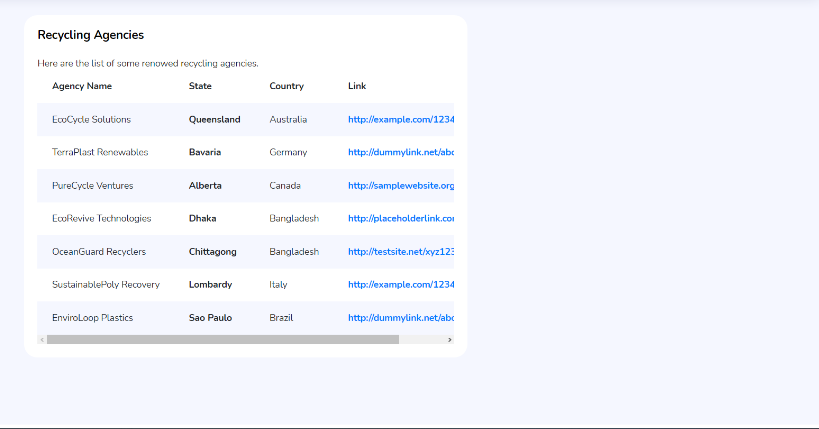 Recycling Agencies
Here are the list of some renowed recycling agencies.
Agency Name State Country Link
EcoCycle Solutions Queensland Australia http://example.com/1234
TerraPlast Renewables Bavaria Germany http://dummylink.net/abc
PureCycle Ventures Alberta Canada http://samplewebsite.org
EcoRevive Technologies Dhaka Bangladesh http://placeholderlink.com
OceanGuard Recyclers Chittagong Bangladesh http://testsite.net/xyz123
SustainablePoly Recovery Lombardy Italy http://example.com/1234
EnviroLoop Plastics Sao Paulo Brazil http://dummylink.net/abc